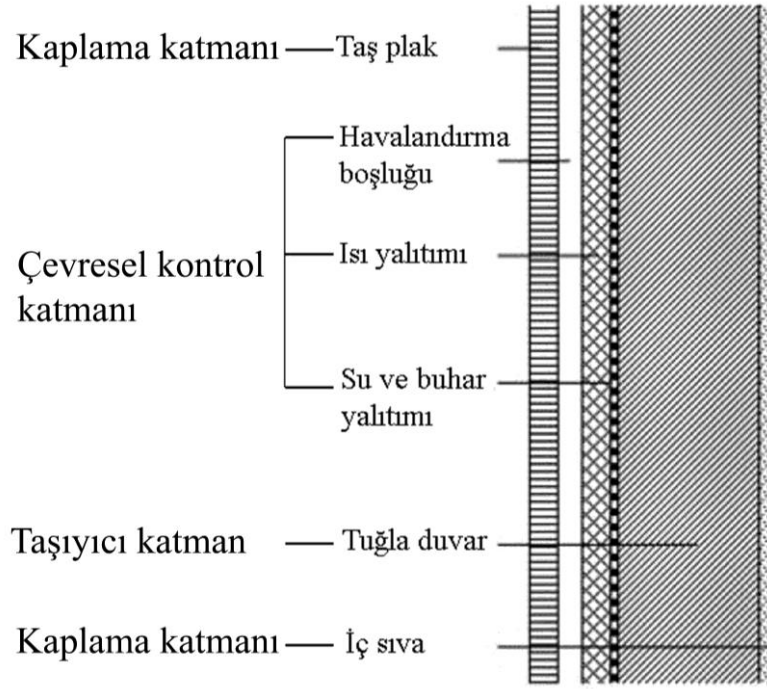 Kaplama katmanı
Taş plak
Havalandırma
boşluğu
Çevresel kontrol
katmanı
Isı yalıtımı
Su ve buhar
yalıtımı
Taşıyıcı katman
Tuğla duvar
Kaplama katmanı
İç sıva